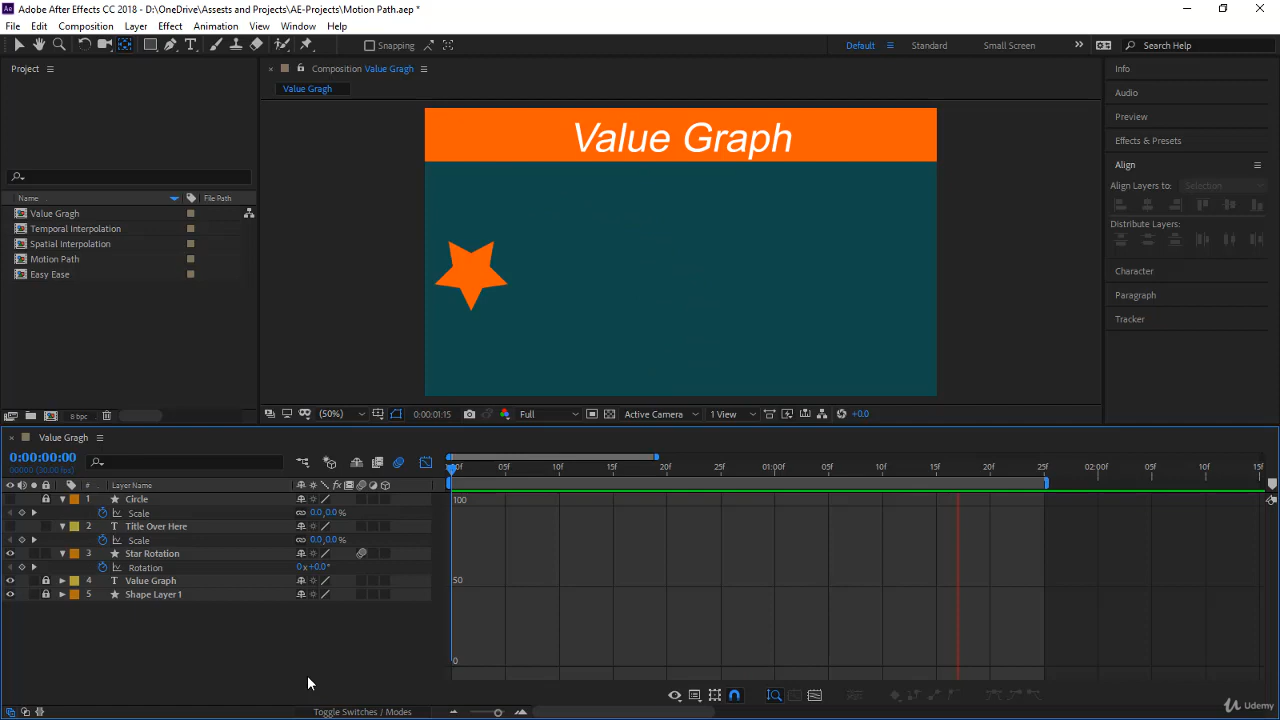 Adobe After Effects CC 2018 - D:\OneDrive\Assests and Projects\AE-Projects\Motion Path.aep *
File Edit Composition Layer Effect Animation View Window Help
Snapping Default Standard Small Screen Search Help
Project
Composition Value Gragh
Value Gragh
Value Graph
Name File Path
Value Gragh
Temporal Interpolation
Spatial Interpolation
Motion Path
Easy Ease
Info
Audio
Preview
Effects & Presets
Align
Align Layers to: Selection
Distribute Layers:
Character
Paragraph
Tracker
8 bpc
(50%) 0:00:01:15 Full Active Camera 1 View +0.0
Value Gragh
0:00:00:00
00000 (30.00 fps)
:00f 05f 10f 15f 20f 25f 01:00f 05f 10f 15f 20f 25f 02:00f 05f 10f 15f
# Layer Name
1 Circle
Scale 0.0,0.0 %
2 Title Over Here
Scale 0.0,0.0 %
3 Star Rotation
Rotation 0x+0.0°
4 Value Graph
5 Shape Layer 1
100
50
0
Toggle Switches / Modes
Udemy